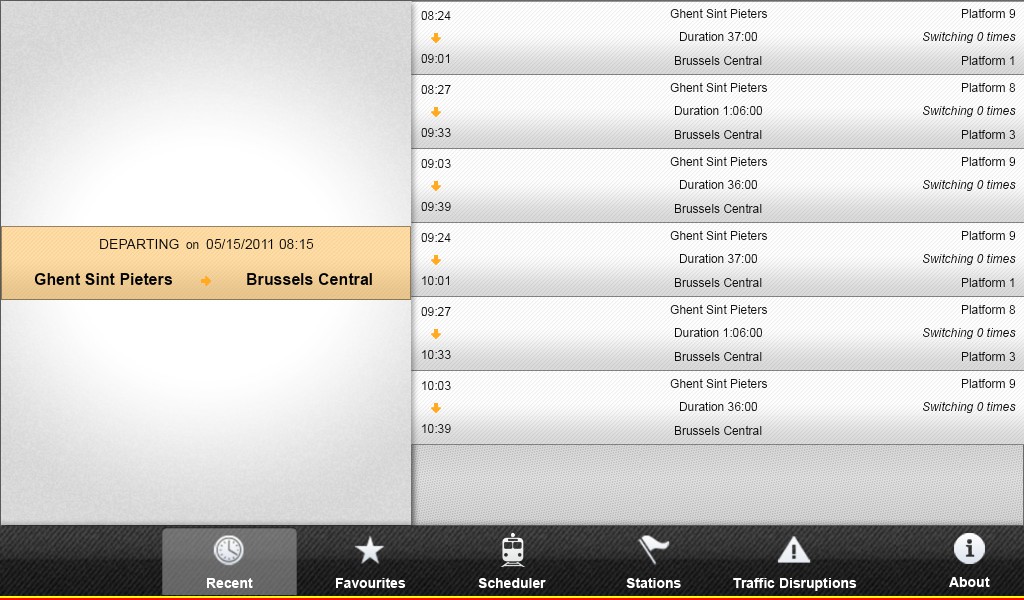 DEPARTING on 05/15/2011 08:15
Ghent Sint Pieters Brussels Central
08:24 Ghent Sint Pieters Platform 9
Duration 37:00 Switching 0 times
09:01 Brussels Central Platform 1
08:27 Ghent Sint Pieters Platform 8
Duration 1:06:00 Switching 0 times
09:33 Brussels Central Platform 3
09:03 Ghent Sint Pieters Platform 9
Duration 36:00 Switching 0 times
09:39 Brussels Central
09:24 Ghent Sint Pieters Platform 9
Duration 37:00 Switching 0 times
10:01 Brussels Central Platform 1
09:27 Ghent Sint Pieters Platform 8
Duration 1:06:00 Switching 0 times
10:33 Brussels Central Platform 3
10:03 Ghent Sint Pieters Platform 9
Duration 36:00 Switching 0 times
10:39 Brussels Central
Recent Favourites Scheduler Stations Traffic Disruptions About